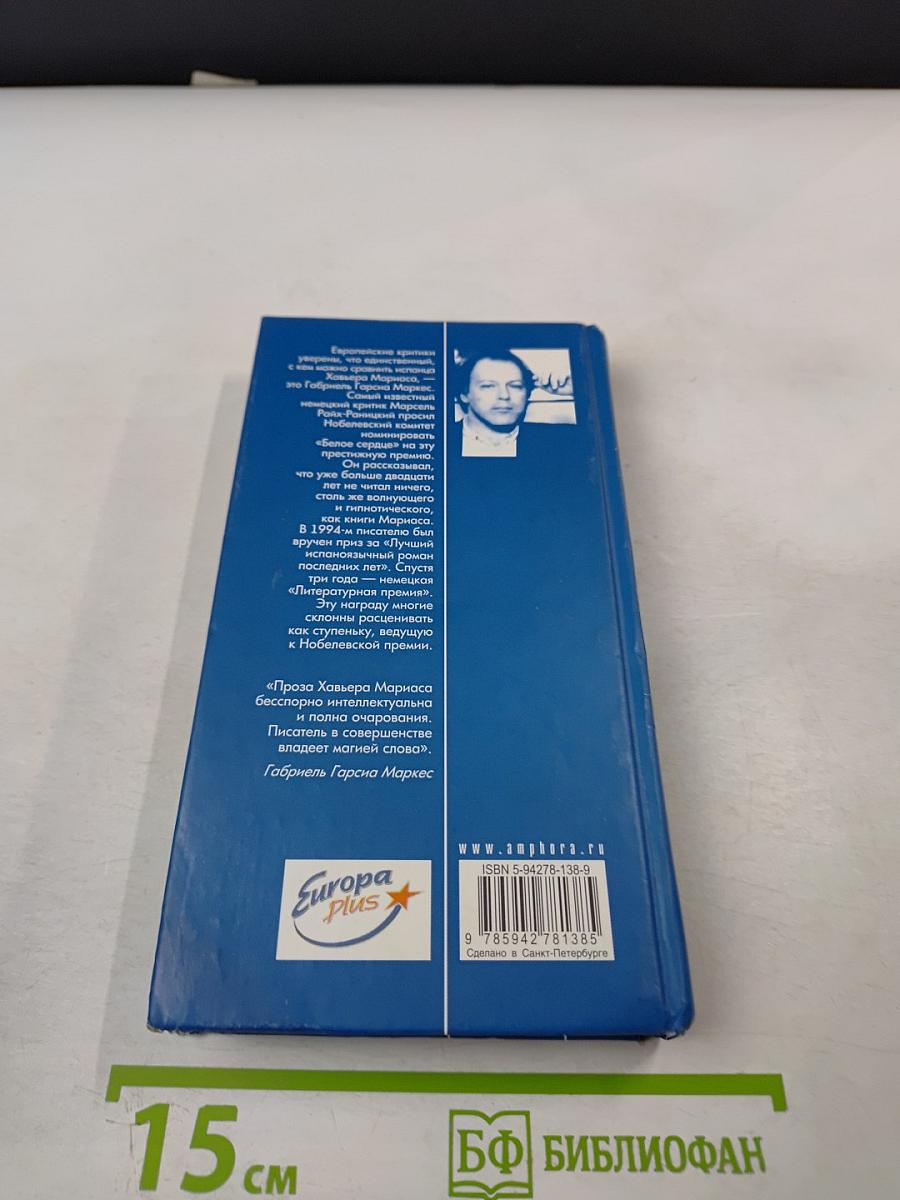 Европейские критики
уверены, что единственный,
с кем можно сравнить испанца
Хавьера Мариаса, —
это Габриель Гарсиа Маркес.
Самый известный
немецкий критик Марсель
Райх-Раницкий просил
Нобелевский комитет
номинировать
«Белое сердце» на эту
престижную премию.
Он рассказывал,
что уже больше двадцати
лет не читал ничего,
столь же волнующего
и гипнотического,
как книги Мариаса.
В 1994-м писателю был
вручен приз за «Лучший
испаноязычный роман
последних лет». Спустя
три года — немецкая
«Литературная премия».
Эту награду многие
склонны расценивать
как ступеньку, ведущую
к Нобелевской премии.
«Проза Хавьера Мариаса
бесспорно интеллектуальна
и полна очарования.
Писатель в совершенстве
владеет магией слова».
Габриель Гарсиа Маркес
Europa
plus
www.amphora.ru
ISBN 5-94278-138-9
9 785942 781385
Сделано в Санкт-Петербурге
15 см
БФ БИБЛИОФАН